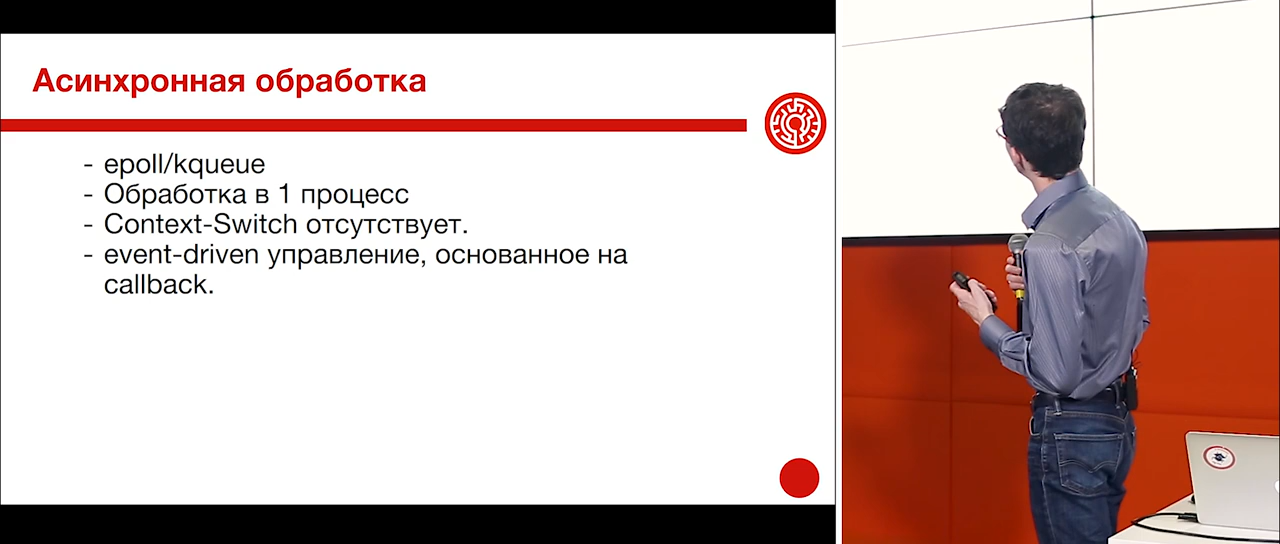 Асинхронная обработка
- epoll/kqueue
- Обработка в 1 процесс
- Context-Switch отсутствует.
- event-driven управление, основанное на
callback.